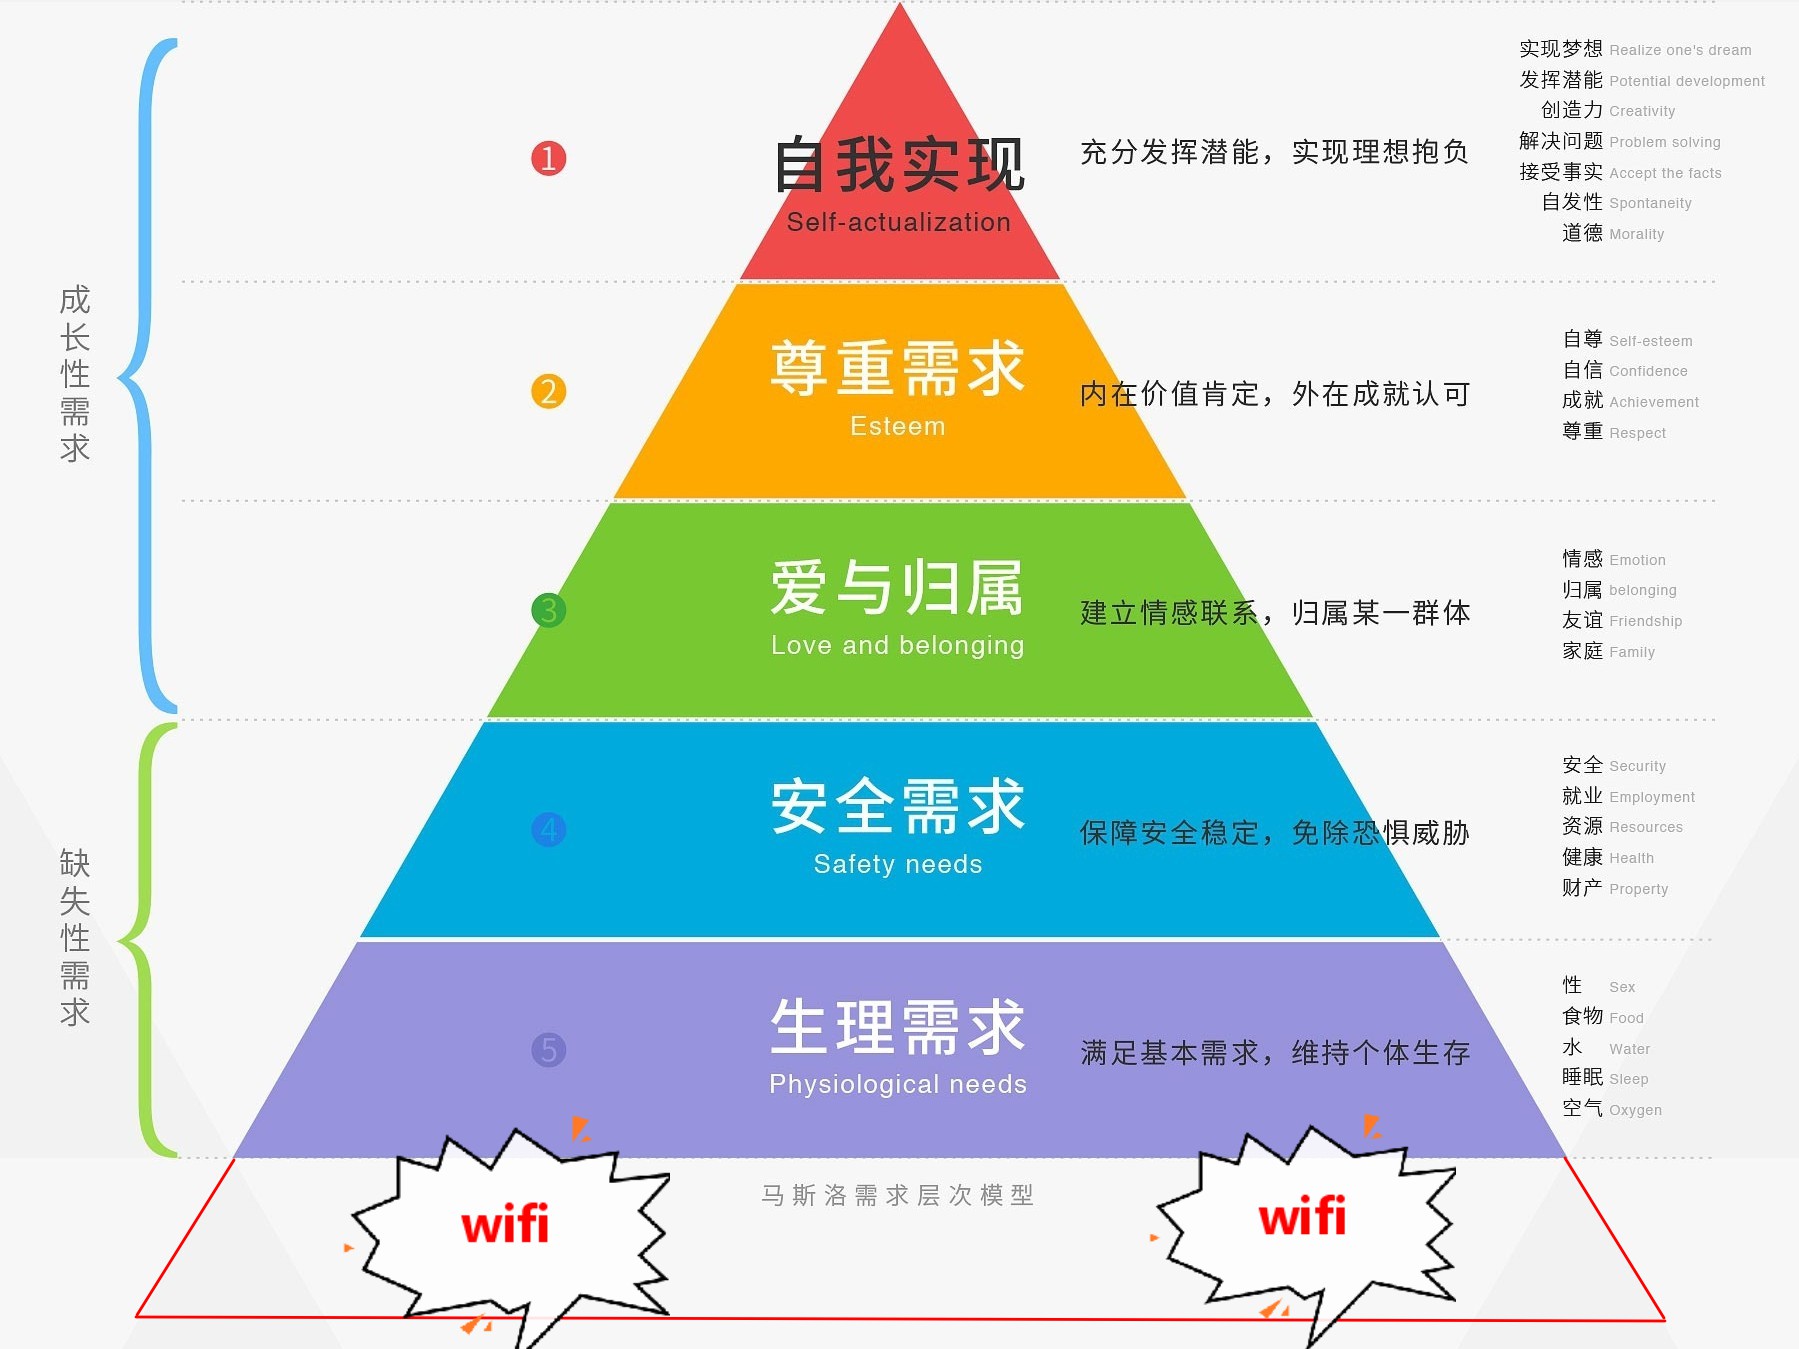 成长性需求
1
自我实现
Self-actualization
充分发挥潜能，实现理想抱负
实现梦想 Realize one's dream
发挥潜能 Potential development
创造力 Creativity
解决问题 Problem solving
接受事实 Accept the facts
自发性 Spontaneity
道德 Morality
2
尊重需求
Esteem
内在价值肯定，外在成就认可
自尊 Self-esteem
自信 Confidence
成就 Achievement
尊重 Respect
3
爱与归属
Love and belonging
建立情感联系，归属某一群体
情感 Emotion
归属 belonging
友谊 Friendship
家庭 Family
缺失性需求
4
安全需求
Safety needs
保障安全稳定，免除恐惧威胁
安全 Security
就业 Employment
资源 Resources
健康 Health
财产 Property
5
生理需求
Physiological needs
满足基本需求，维持个体生存
性 Sex
食物 Food
水 Water
睡眠 Sleep
空气 Oxygen
马斯洛需求层次模型
wifi
wifi